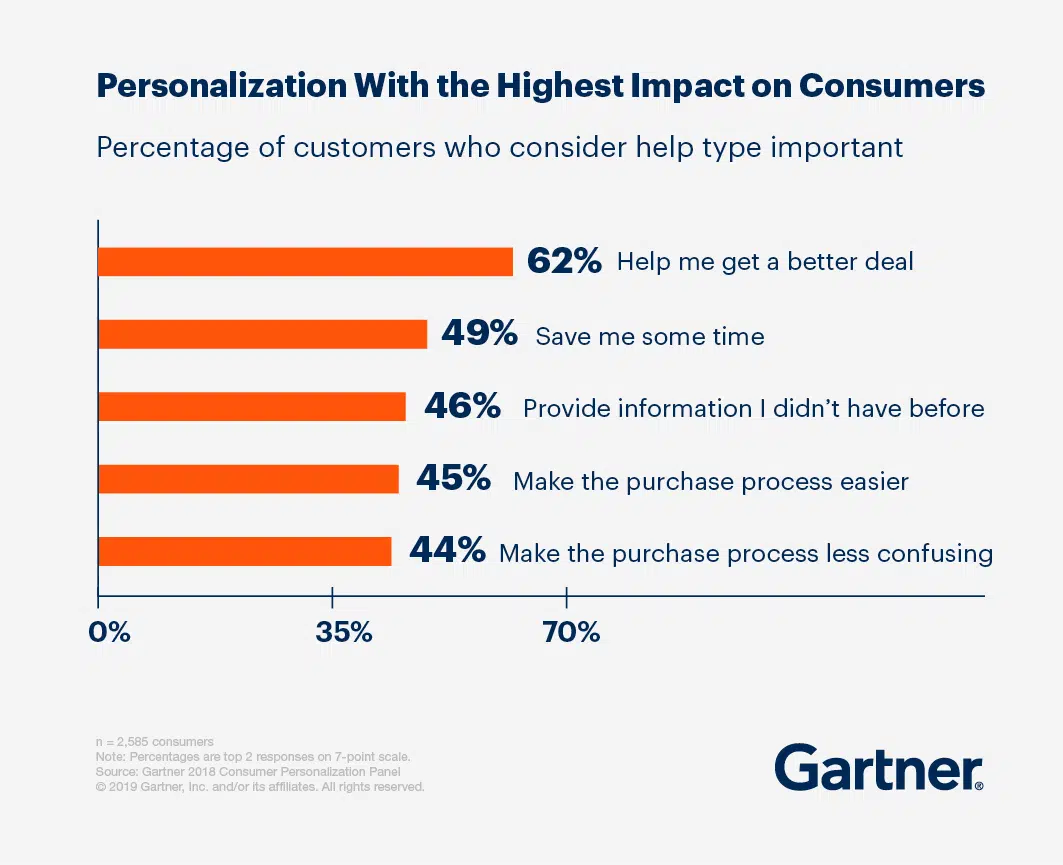 Personalization With the Highest Impact on Consumers
Percentage of customers who consider help type important
62% Help me get a better deal
49% Save me some time
46% Provide information I didn’t have before
45% Make the purchase process easier
44% Make the purchase process less confusing
0% 35% 70%
n = 2,585 consumers
Note: Percentages are top 2 responses on 7-point scale.
Source: Gartner 2018 Consumer Personalization Panel
© 2019 Gartner, Inc. and/or its affiliates. All rights reserved.
Gartner®